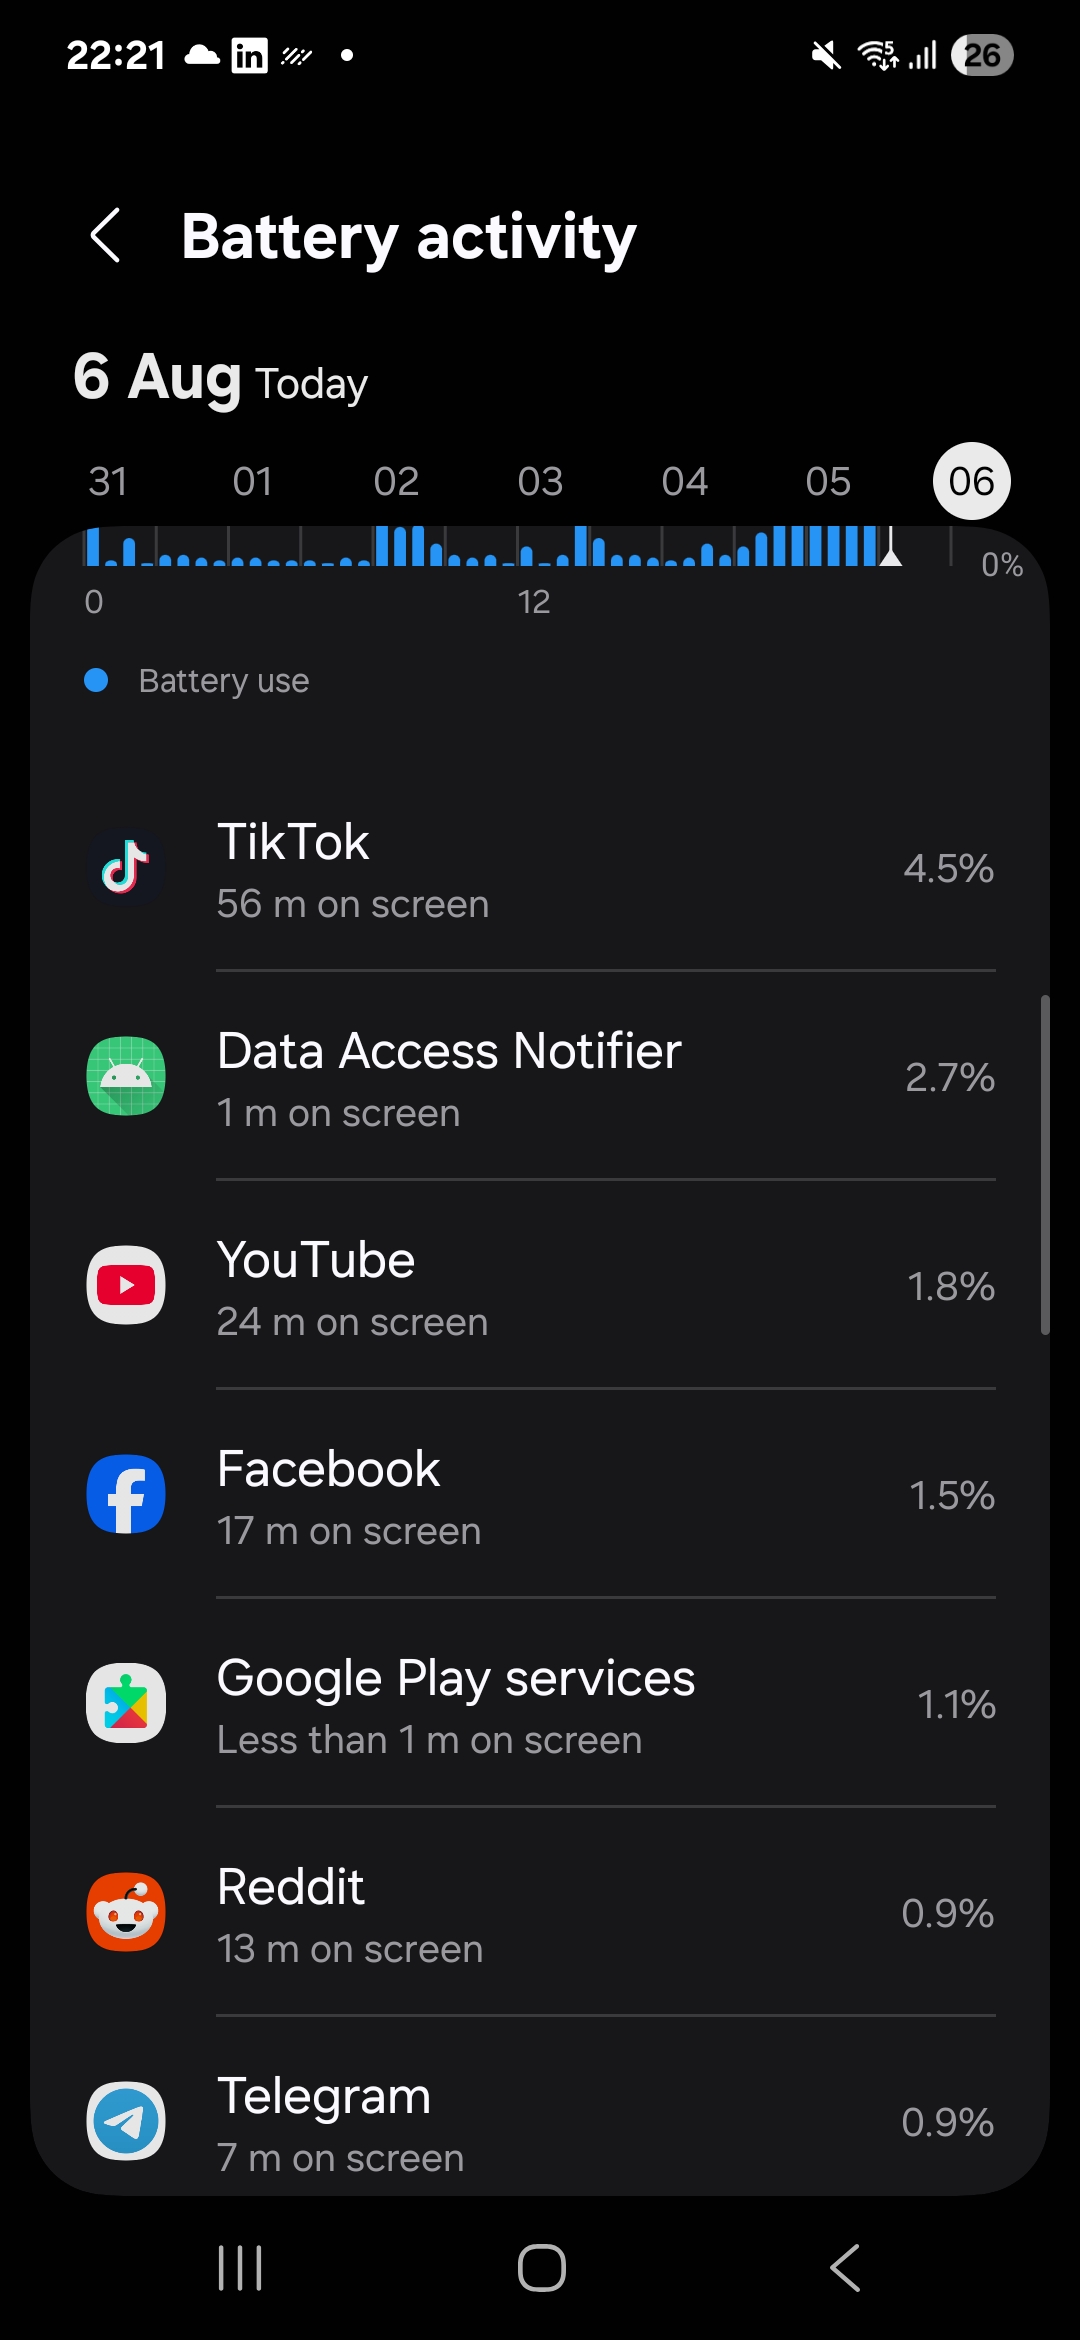 22:21
in
5
26
Battery activity
6 Aug Today
31 01 02 03 04 05 06
0%
0 12
Battery use
TikTok
56 m on screen
4.5%
Data Access Notifier
1 m on screen
2.7%
YouTube
24 m on screen
1.8%
Facebook
17 m on screen
1.5%
Google Play services
Less than 1 m on screen
1.1%
Reddit
13 m on screen
0.9%
Telegram
7 m on screen
0.9%